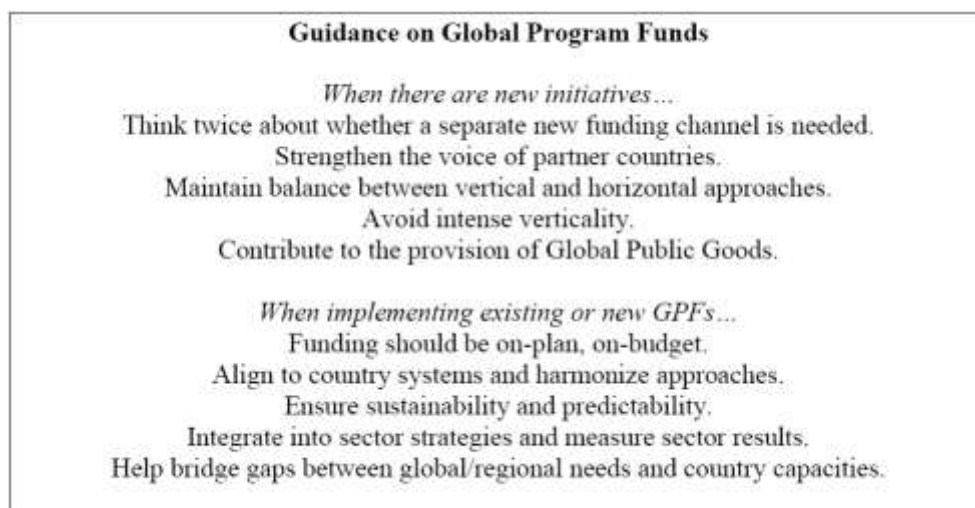 Guidance on Global Program Funds
When there are new initiatives…
Think twice about whether a separate new funding channel is needed.
Strengthen the voice of partner countries.
Maintain balance between vertical and horizontal approaches.
Avoid intense verticality.
Contribute to the provision of Global Public Goods.
When implementing existing or new GPFs…
Funding should be on-plan, on-budget.
Align to country systems and harmonize approaches.
Ensure sustainability and predictability.
Integrate into sector strategies and measure sector results.
Help bridge gaps between global/regional needs and country capacities.